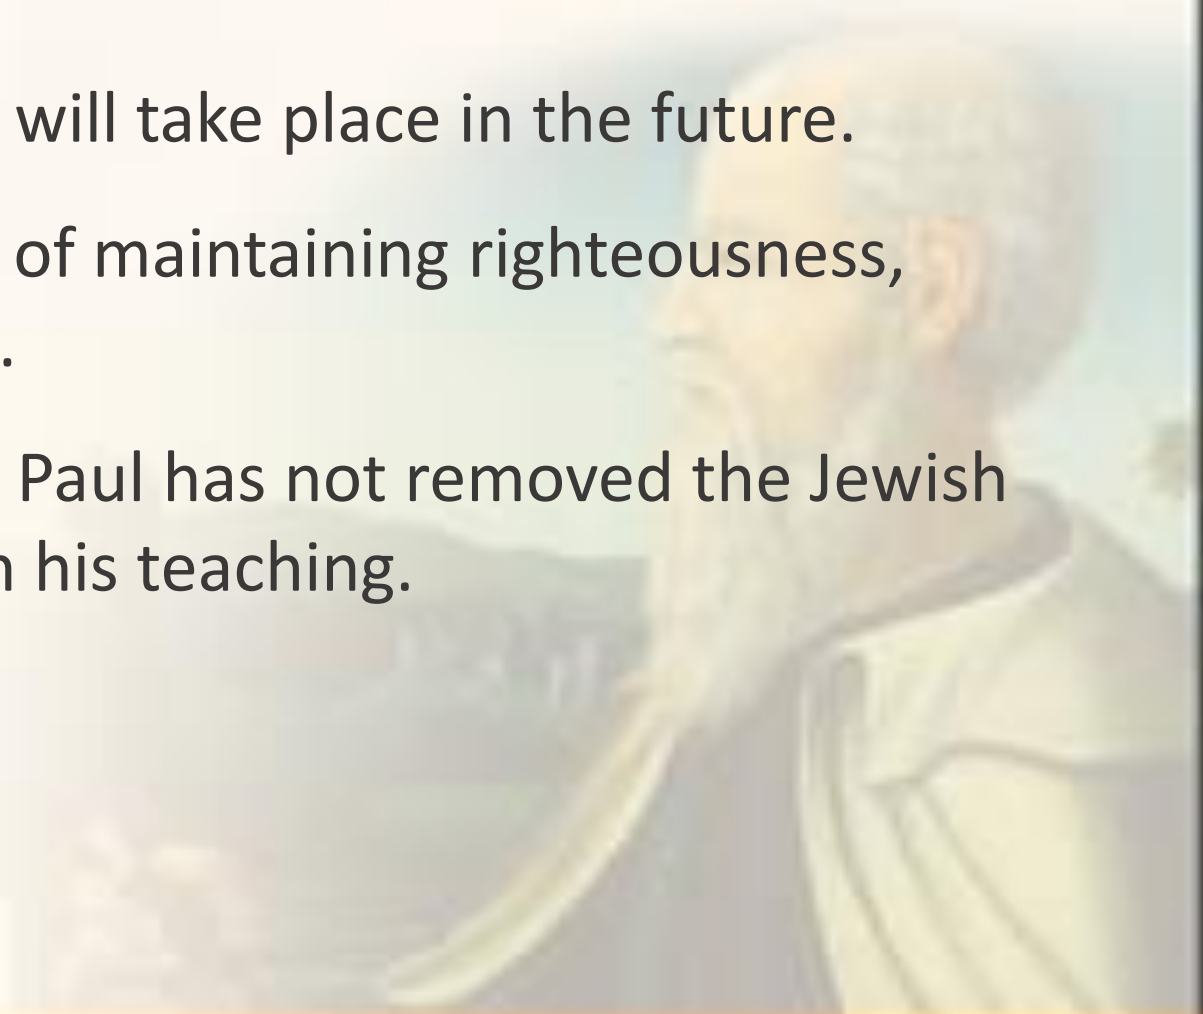 will take place in the future.
of maintaining righteousness,
.
Paul has not removed the Jewish
n his teaching.